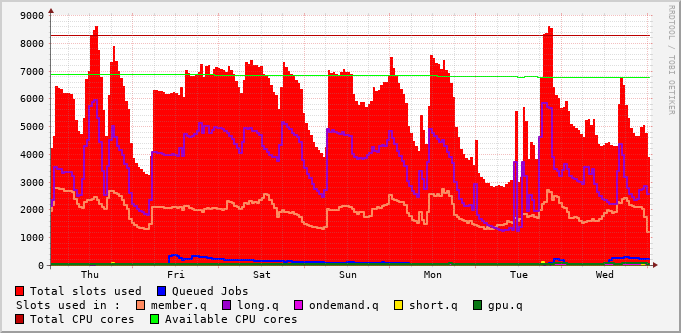 9000
8000
7000
6000
5000
4000
3000
2000
1000
0
Thu Fri Sat Sun Mon Tue Wed
RRDTOOL / TOBI OETIKER
Total slots used Queued Jobs
Slots used in : member.q long.q ondemand.q short.q gpu.q
Total CPU cores Available CPU cores